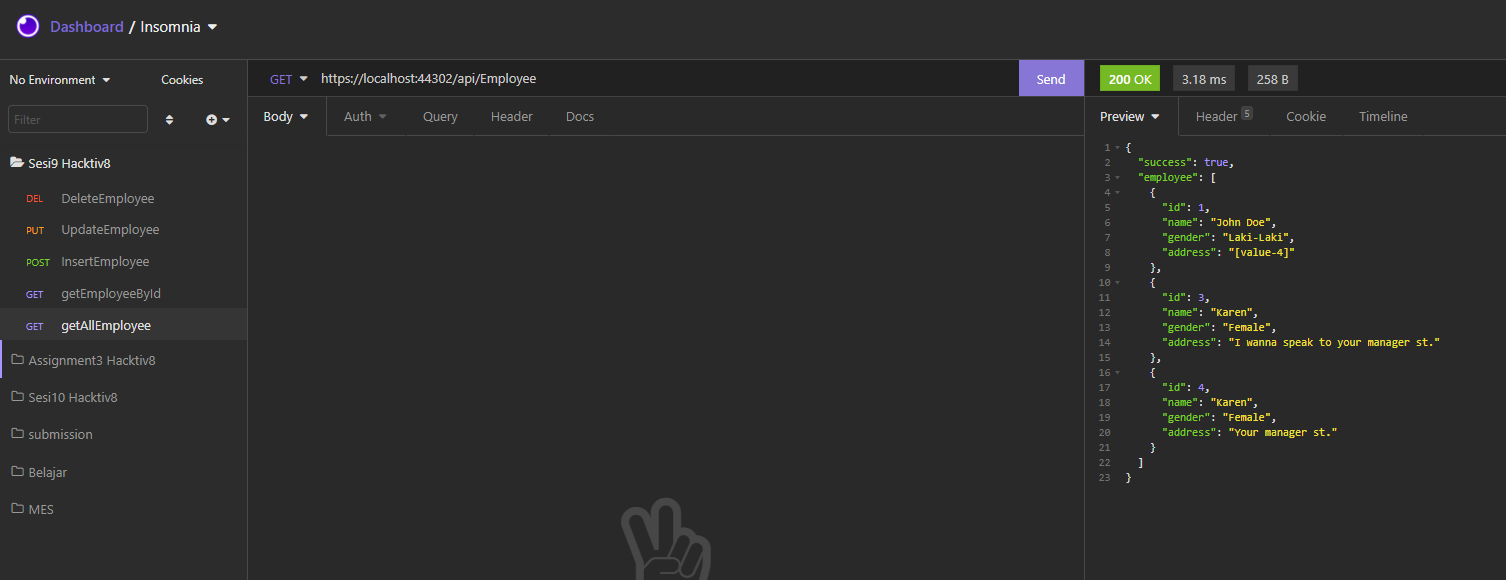 Dashboard / Insomnia
No Environment
Cookies
GET
https://localhost:44302/api/Employee
Send
200 OK
3.18 ms
258 B
Filter
Body
Auth
Query
Header
Docs
Preview
Header 5
Cookie
Timeline
Sesi9 Hacktiv8
DEL DeleteEmployee
PUT UpdateEmployee
POST InsertEmployee
GET getEmployeeById
GET getAllEmployee
Assignment3 Hacktiv8
Sesi10 Hacktiv8
submission
Belajar
MES
1 {
2 "success": true,
3 "employee": [
4 {
5 "id": 1,
6 "name": "John Doe",
7 "gender": "Laki-Laki",
8 "address": "[value-4]"
9 },
10 {
11 "id": 3,
12 "name": "Karen",
13 "gender": "Female",
14 "address": "I wanna speak to your manager st."
15 },
16 {
17 "id": 4,
18 "name": "Karen",
19 "gender": "Female",
20 "address": "Your manager st."
21 }
22 ]
23 }